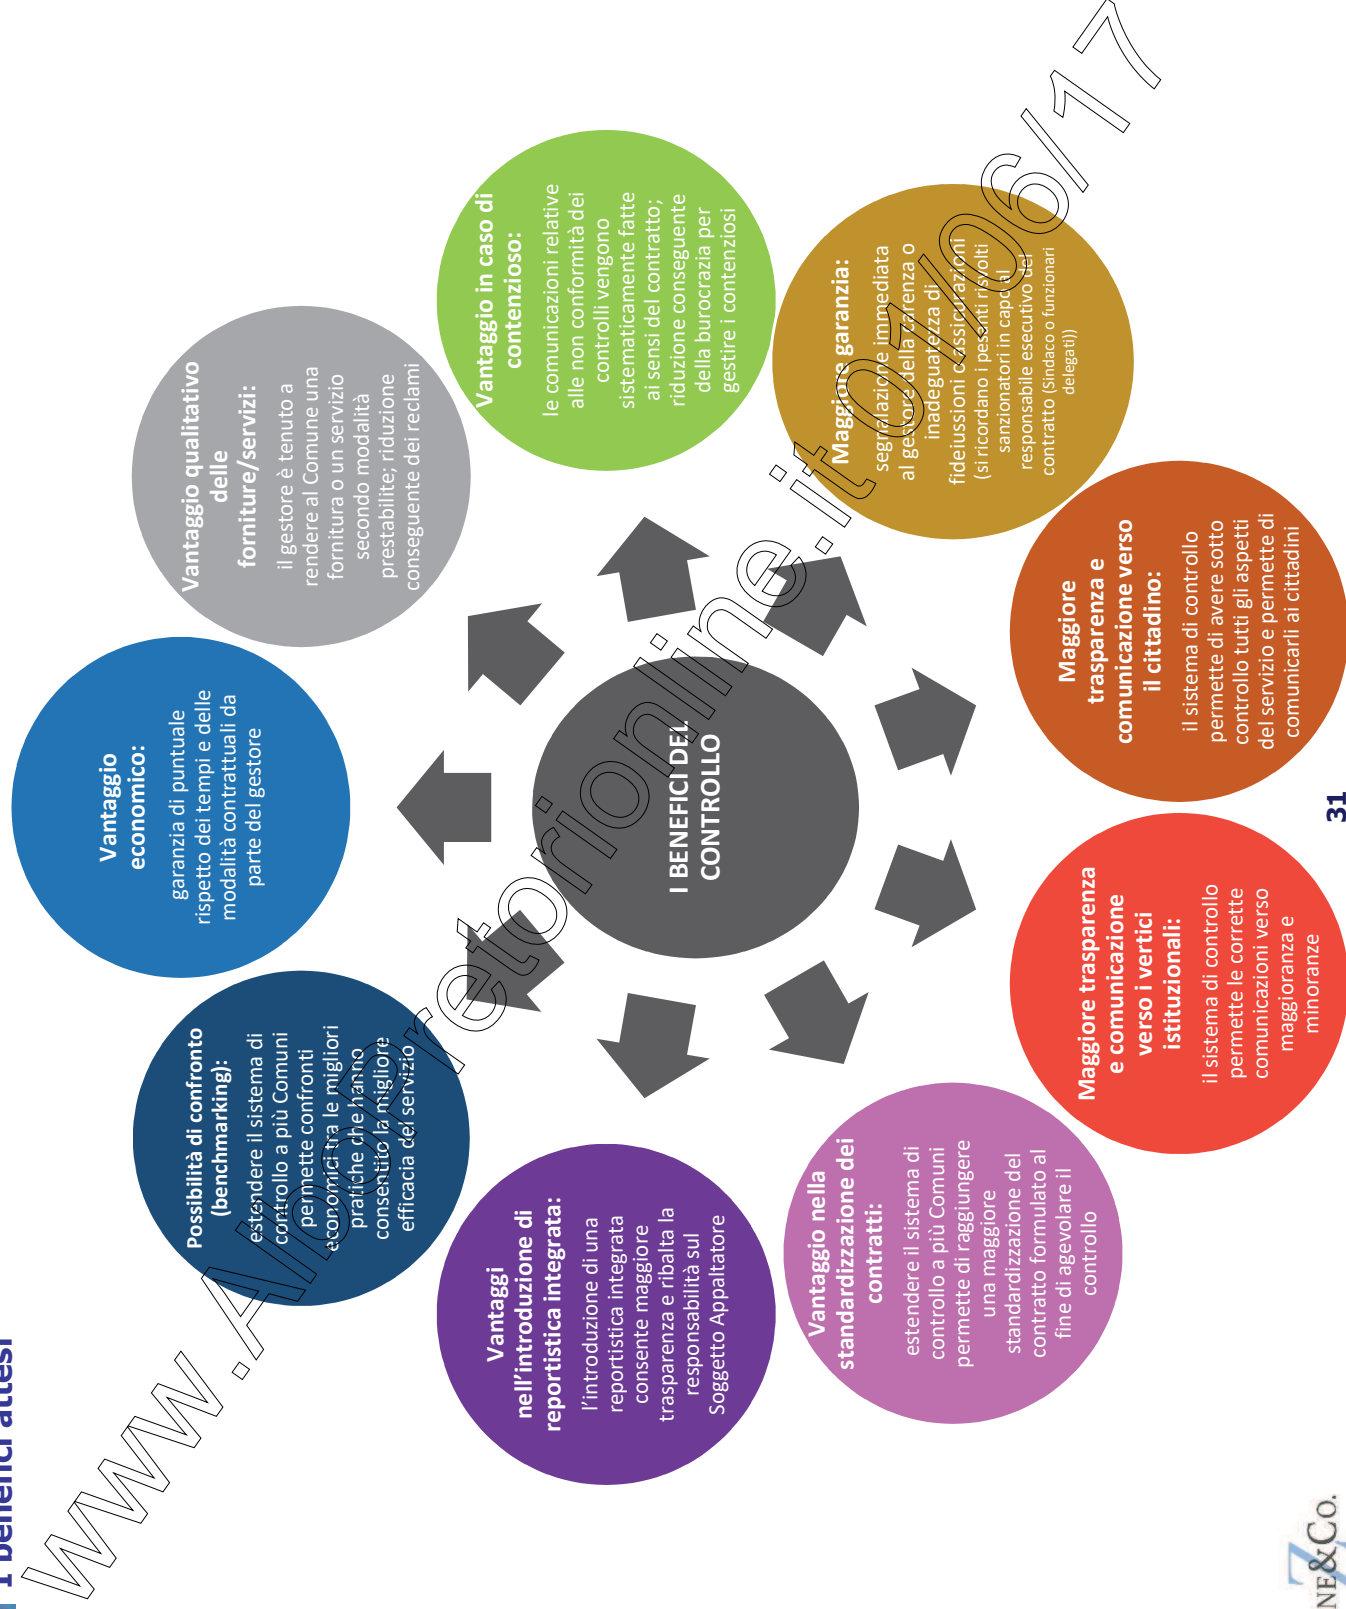 I benefici attesi
Vantaggio
economico:
garanzia di puntuale
rispetto dei tempi e delle
modalità contrattuali da
parte del gestore
Vantaggio qualitativo
delle
forniture/servizi:
il gestore è tenuto a
rendere al Comune una
fornitura o un servizio
secondo modalità
prestabilite; riduzione
conseguente dei reclami
Vantaggio in caso di
contenzioso:
le comunicazioni relative
alle non conformità dei
controlli vengono
sistematicamente fatte
ai sensi del contratto;
riduzione conseguente
della burocrazia per
gestire i contenziosi
Maggiore garanzia:
segnalazione immediata
al gestore della carenza o
inadeguatezza di
fideiussioni o assicurazioni
(si ricordano i pesenti risvolti
sanzionatori in capo al
responsabile esecutivo del
contratto (Sindaco o funzionari
delegati))
Maggiore
trasparenza e
comunicazione verso
il cittadino:
il sistema di controllo
permette di avere sotto
controllo tutti gli aspetti
del servizio e permette di
comunicarli ai cittadini
Maggiore trasparenza
e comunicazione
verso i vertici
istituzionali:
il sistema di controllo
permette le corrette
comunicazioni verso
maggioranza e
minoranze
Vantaggio nella
standardizzazione dei
contratti:
estendere il sistema di
controllo a più Comuni
permette di raggiungere
una maggiore
standardizzazione del
contratto formulato al
fine di agevolare il
controllo
Vantaggi
nell'introduzione di
reportistica integrata:
l'introduzione di una
reportistica integrata
consente maggiore
trasparenza e ribalta la
responsabilità sul
Soggetto Appaltatore
Possibilità di confronto
(benchmarking):
estendere il sistema di
controllo a più Comuni
permette confronti
economici tra le migliori
pratiche che hanno
consentito la migliore
efficacia del servizio
I BENEFICI DEL
CONTROLLO
www.AlboPretorionline.it 01/06/17
NE&CO.
31